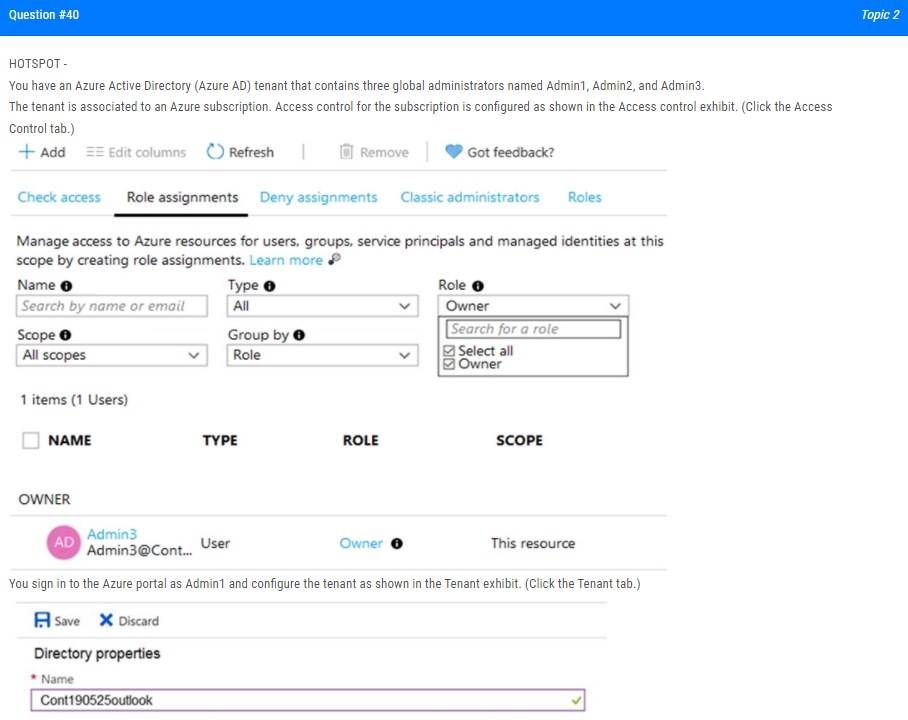 Question #40 Topic 2
HOTSPOT -
You have an Azure Active Directory (Azure AD) tenant that contains three global administrators named Admin1, Admin2, and Admin3.
The tenant is associated to an Azure subscription. Access control for the subscription is configured as shown in the Access control exhibit. (Click the Access
Control tab.)
Add Edit columns Refresh Remove Got feedback?
Check access Role assignments Deny assignments Classic administrators Roles
Manage access to Azure resources for users, groups, service principals and managed identities at this
scope by creating role assignments. Learn more
Name Type Role
Search by name or email All Owner
Search for a role
Scope Group by
Select all
All scopes Role
Owner
1 items (1 Users)
NAME TYPE ROLE SCOPE
OWNER
AD Admin3
Admin3@Cont... User Owner This resource
You sign in to the Azure portal as Admin1 and configure the tenant as shown in the Tenant exhibit. (Click the Tenant tab.)
Save Discard
Directory properties
* Name
Cont190525outlook